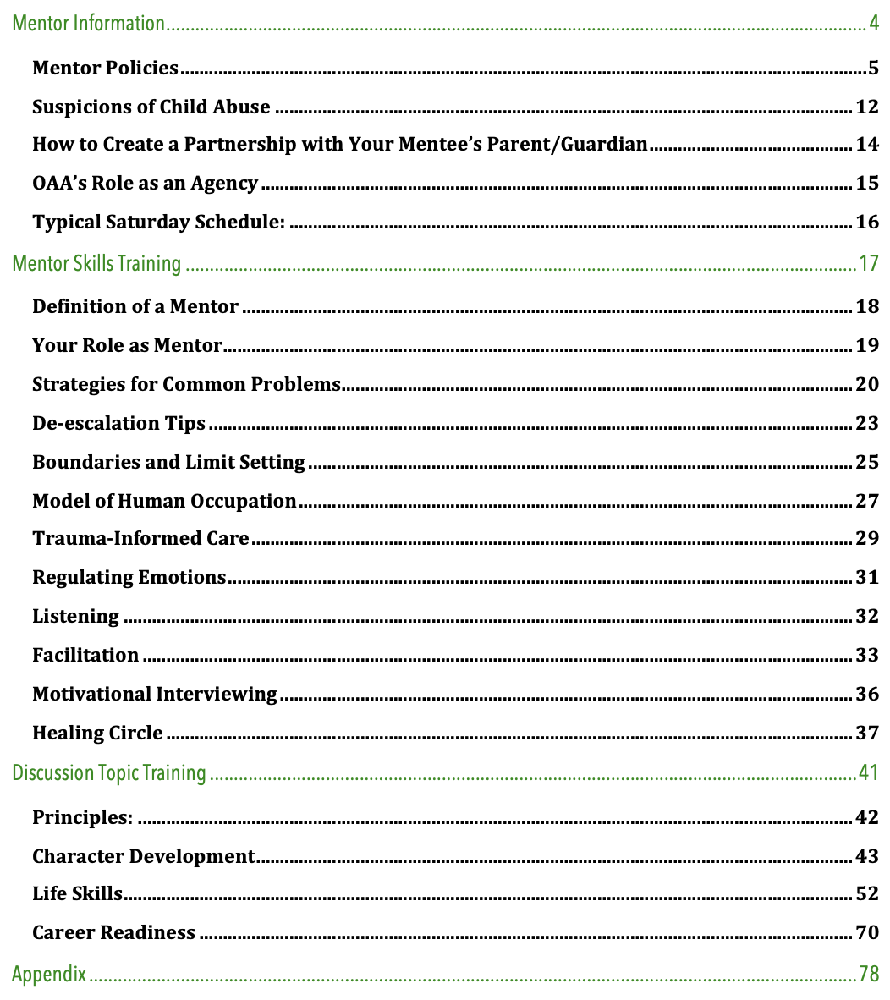 Mentor Information.......... 4
Mentor Policies.......... 5
Suspicions of Child Abuse .......... 12
How to Create a Partnership with Your Mentee’s Parent/Guardian.......... 14
OAA’s Role as an Agency .......... 15
Typical Saturday Schedule: .......... 16
Mentor Skills Training .......... 17
Definition of a Mentor .......... 18
Your Role as Mentor.......... 19
Strategies for Common Problems.......... 20
De-escalation Tips .......... 23
Boundaries and Limit Setting .......... 25
Model of Human Occupation.......... 27
Trauma-Informed Care.......... 29
Regulating Emotions.......... 31
Listening .......... 32
Facilitation .......... 33
Motivational Interviewing.......... 36
Healing Circle .......... 37
Discussion Topic Training .......... 41
Principles: .......... 42
Character Development.......... 43
Life Skills.......... 52
Career Readiness .......... 70
Appendix .......... 78